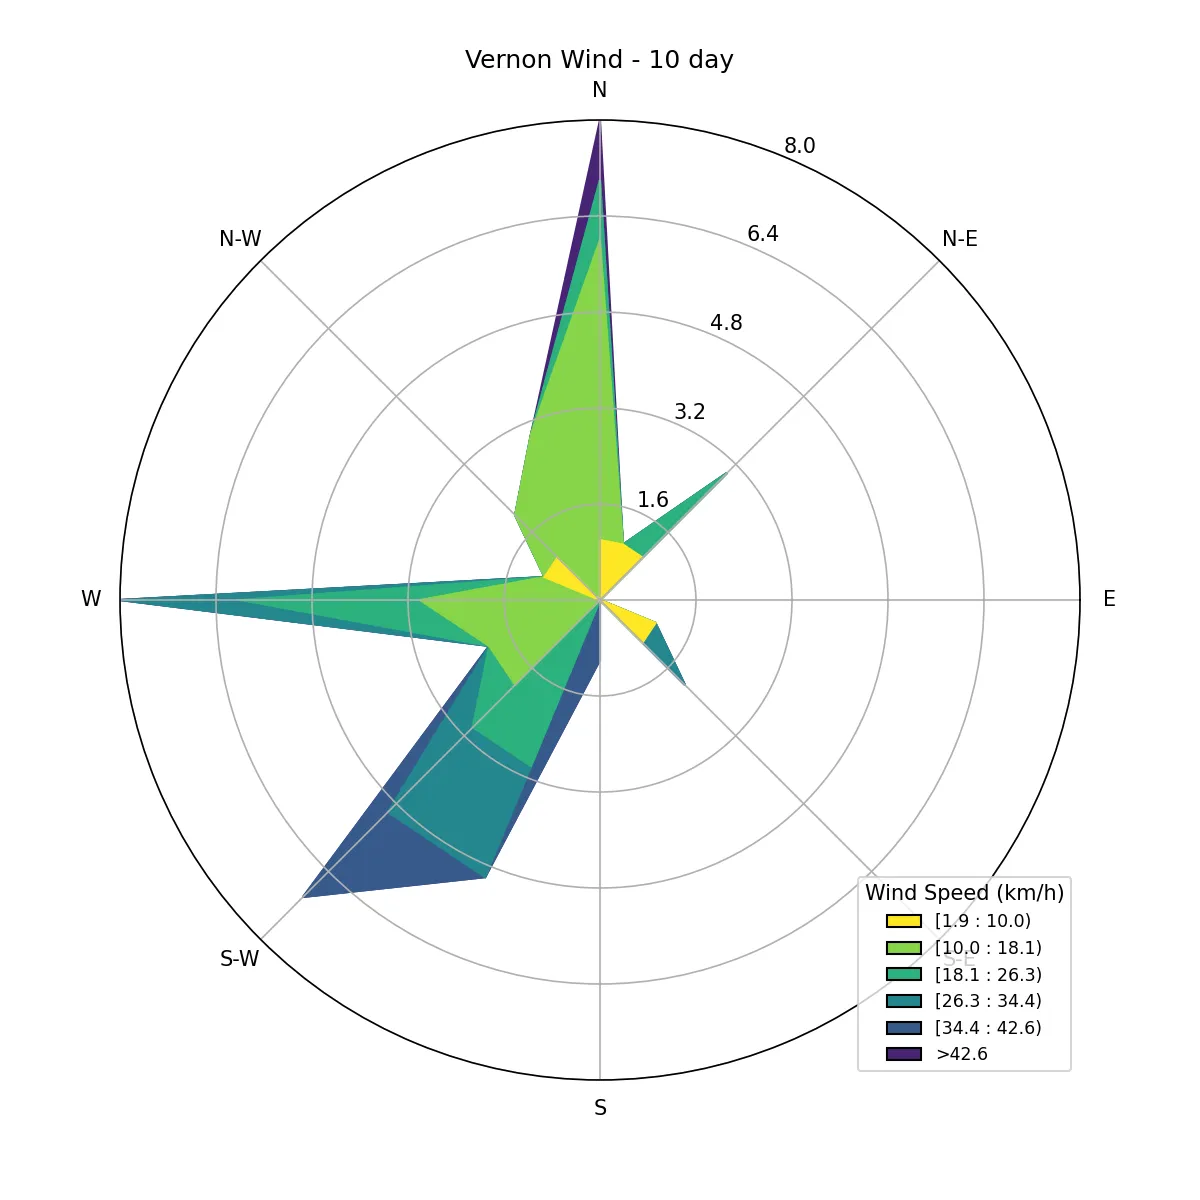 Vernon Wind - 10 day
N
8.0
6.4
N-W
N-E
4.8
3.2
1.6
W
E
S-W
S-E
S
Wind Speed (km/h)
[1.9 : 10.0)
[10.0 : 18.1)
[18.1 : 26.3)
[26.3 : 34.4)
[34.4 : 42.6)
>42.6